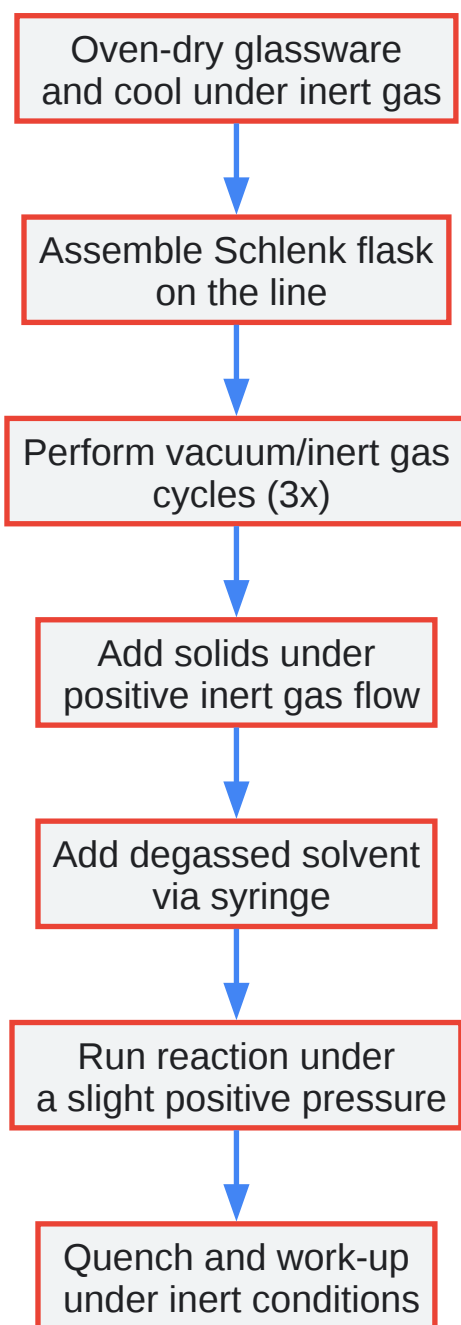 Oven-dry glassware
and cool under inert gas
Assemble Schlenk flask
on the line
Perform vacuum/inert gas
cycles (3x)
Add solids under
positive inert gas flow
Add degassed solvent
via syringe
Run reaction under
a slight positive pressure
Quench and work-up
under inert conditions